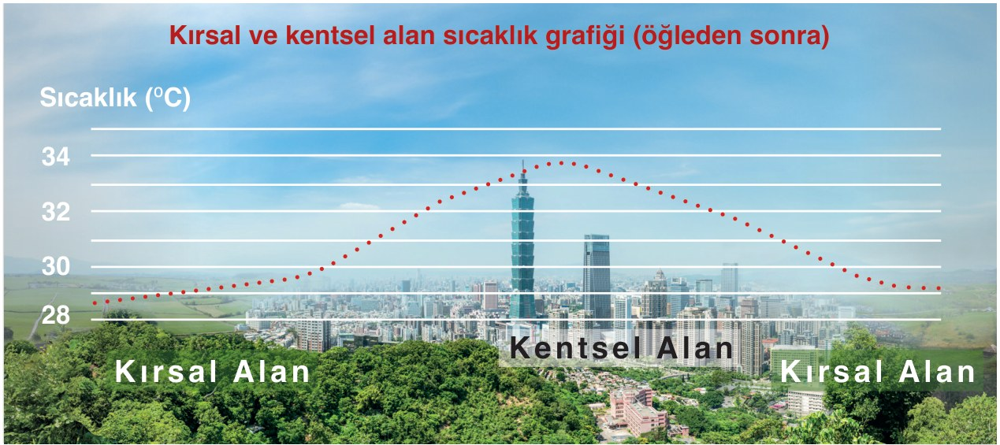 Kırsal ve kentsel alan sıcaklık grafiği (öğleden sonra)
Sıcaklık (ºC)
34
32
30
28
Kentsel Alan
Kırsal Alan
Kırsal Alan